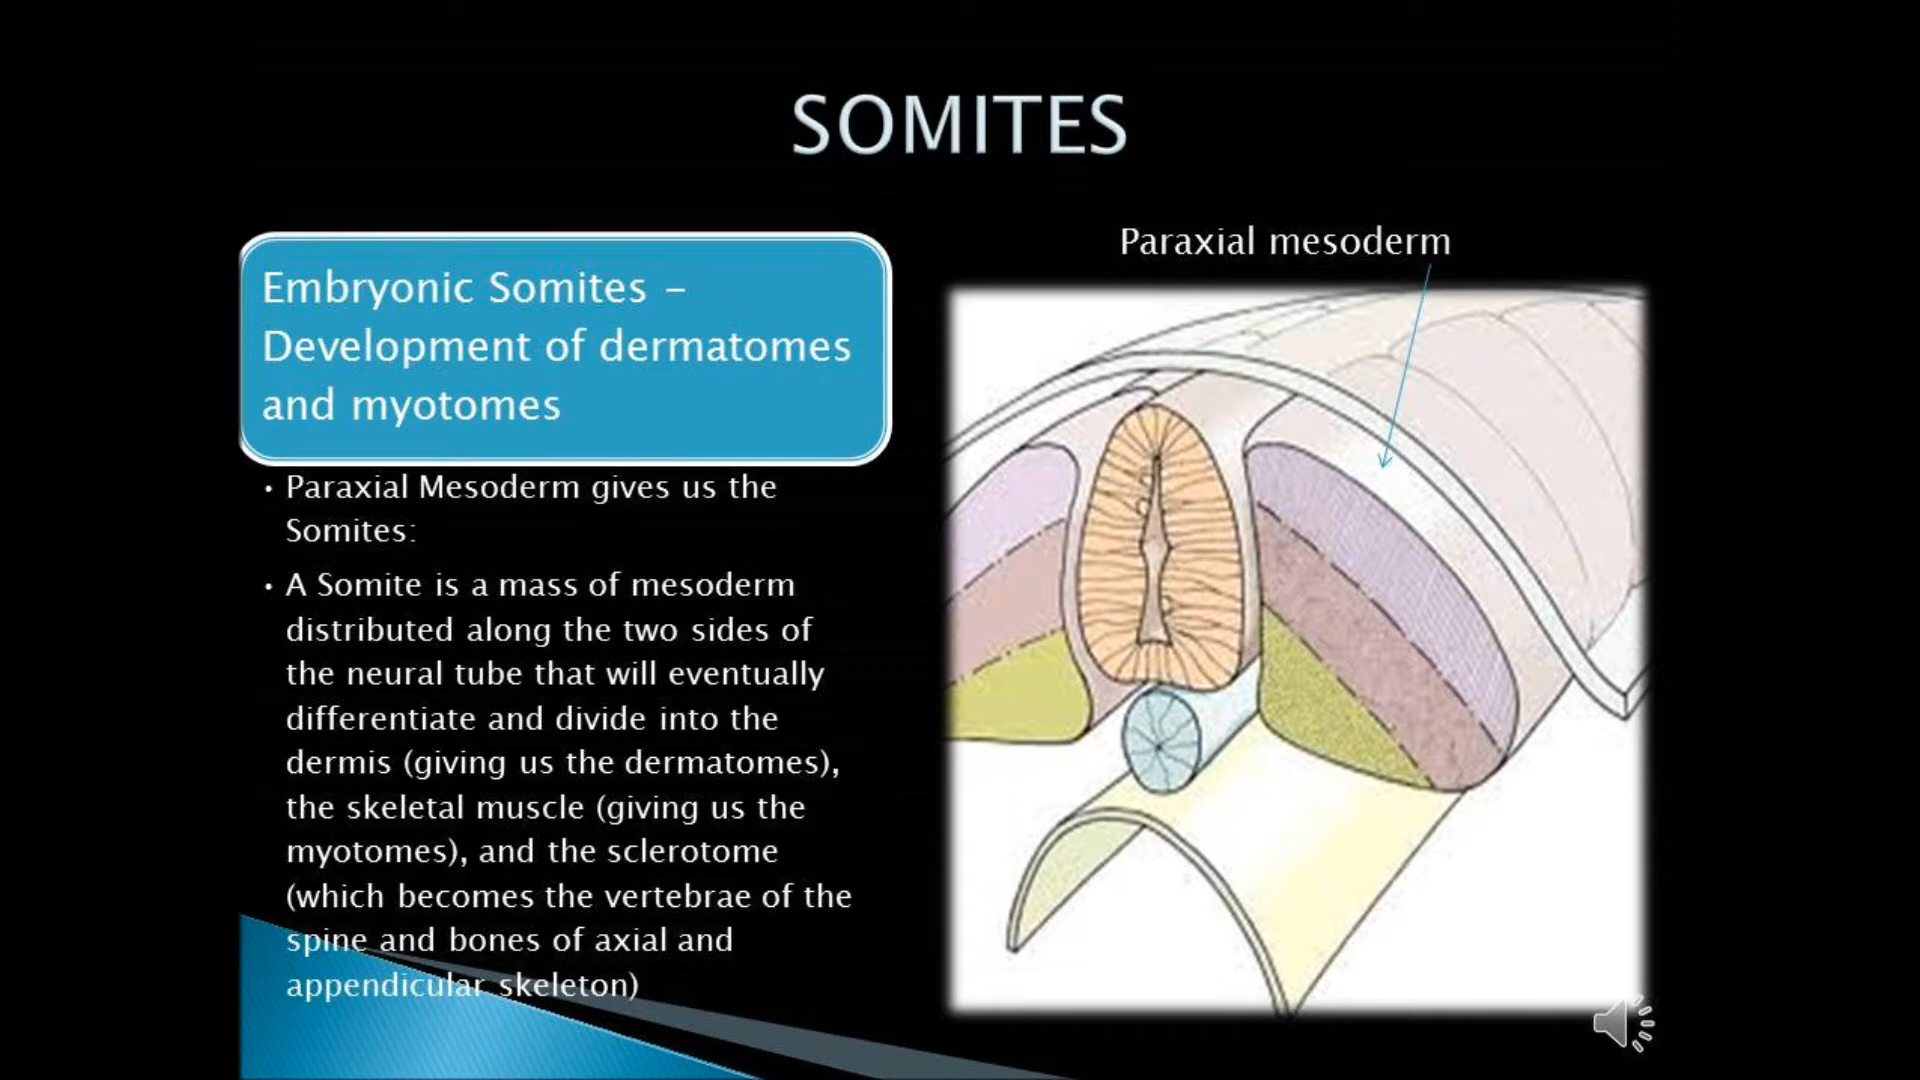 SOMITES
Embryonic Somites –
Development of dermatomes
and myotomes
• Paraxial Mesoderm gives us the
Somites:
• A Somite is a mass of mesoderm
distributed along the two sides of
the neural tube that will eventually
differentiate and divide into the
dermis (giving us the dermatomes),
the skeletal muscle (giving us the
myotomes), and the sclerotome
(which becomes the vertebrae of the
spine and bones of axial and
appendicular skeleton)
Paraxial mesoderm